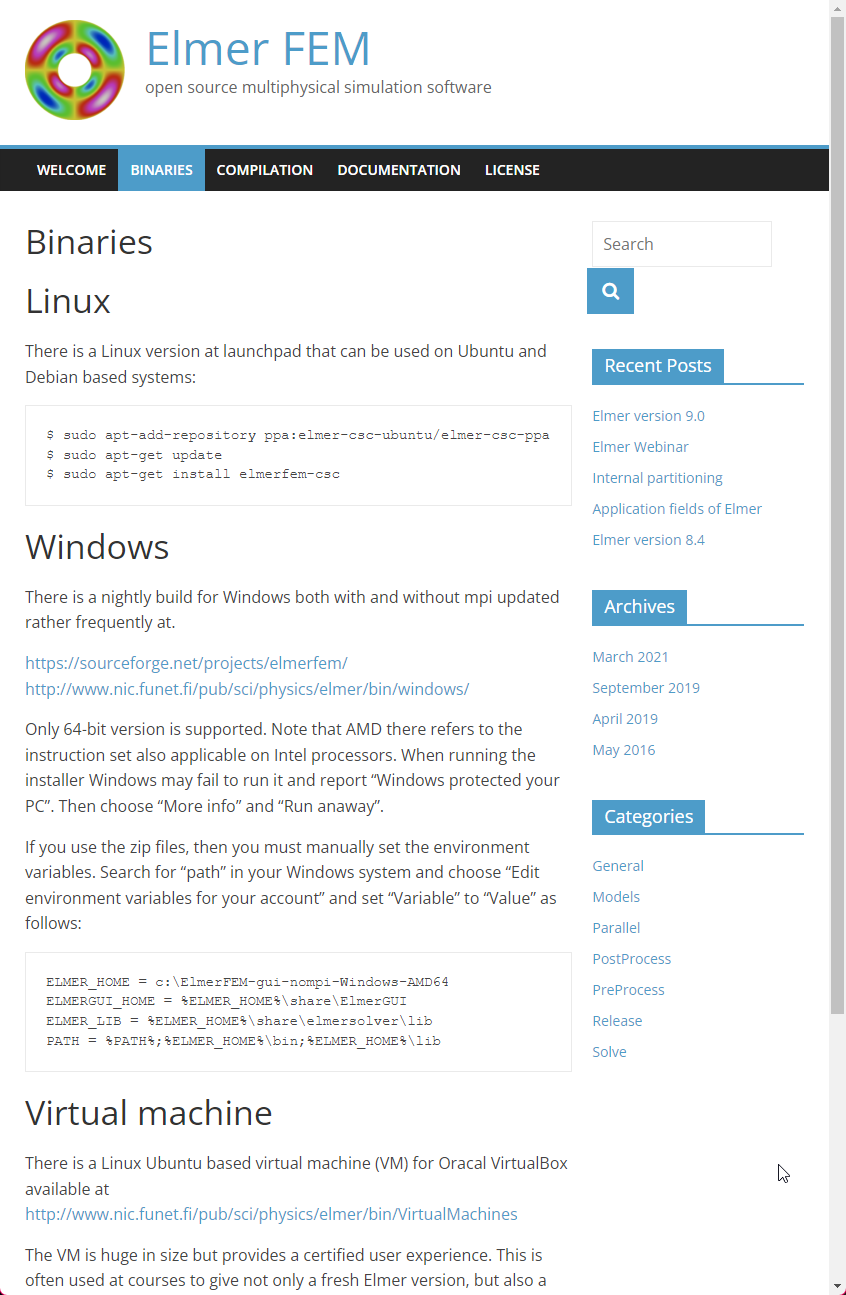 Elmer FEM
open source multiphysical simulation software
WELCOME BINARIES COMPILATION DOCUMENTATION LICENSE
Binaries
Linux
There is a Linux version at launchpad that can be used on Ubuntu and
Debian based systems:
$ sudo apt-add-repository ppa:elmer-csc-ubuntu/elmer-csc-ppa
$ sudo apt-get update
$ sudo apt-get install elmerfem-csc
Windows
There is a nightly build for Windows both with and without mpi updated
rather frequently at.
https://sourceforge.net/projects/elmerfem/
http://www.nic.funet.fi/pub/sci/physics/elmer/bin/windows/
Only 64-bit version is supported. Note that AMD there refers to the
instruction set also applicable on Intel processors. When running the
installer Windows may fail to run it and report “Windows protected your
PC”. Then choose “More info” and “Run anaway”.
If you use the zip files, then you must manually set the environment
variables. Search for “path” in your Windows system and choose “Edit
environment variables for your account” and set “Variable” to “Value” as
follows:
ELMER_HOME = c:\ElmerFEM-gui-nompi-Windows-AMD64
ELMERGUI_HOME = %ELMER_HOME%\share\ElmerGUI
ELMER_LIB = %ELMER_HOME%\share\elmersolver\lib
PATH = %PATH%;%ELMER_HOME%\bin;%ELMER_HOME%\lib
Virtual machine
There is a Linux Ubuntu based virtual machine (VM) for Oracal VirtualBox
available at
http://www.nic.funet.fi/pub/sci/physics/elmer/bin/VirtualMachines
The VM is huge in size but provides a certified user experience. This is
often used at courses to give not only a fresh Elmer version, but also a
Search
Recent Posts
Elmer version 9.0
Elmer Webinar
Internal partitioning
Application fields of Elmer
Elmer version 8.4
Archives
March 2021
September 2019
April 2019
May 2016
Categories
General
Models
Parallel
PostProcess
PreProcess
Release
Solve